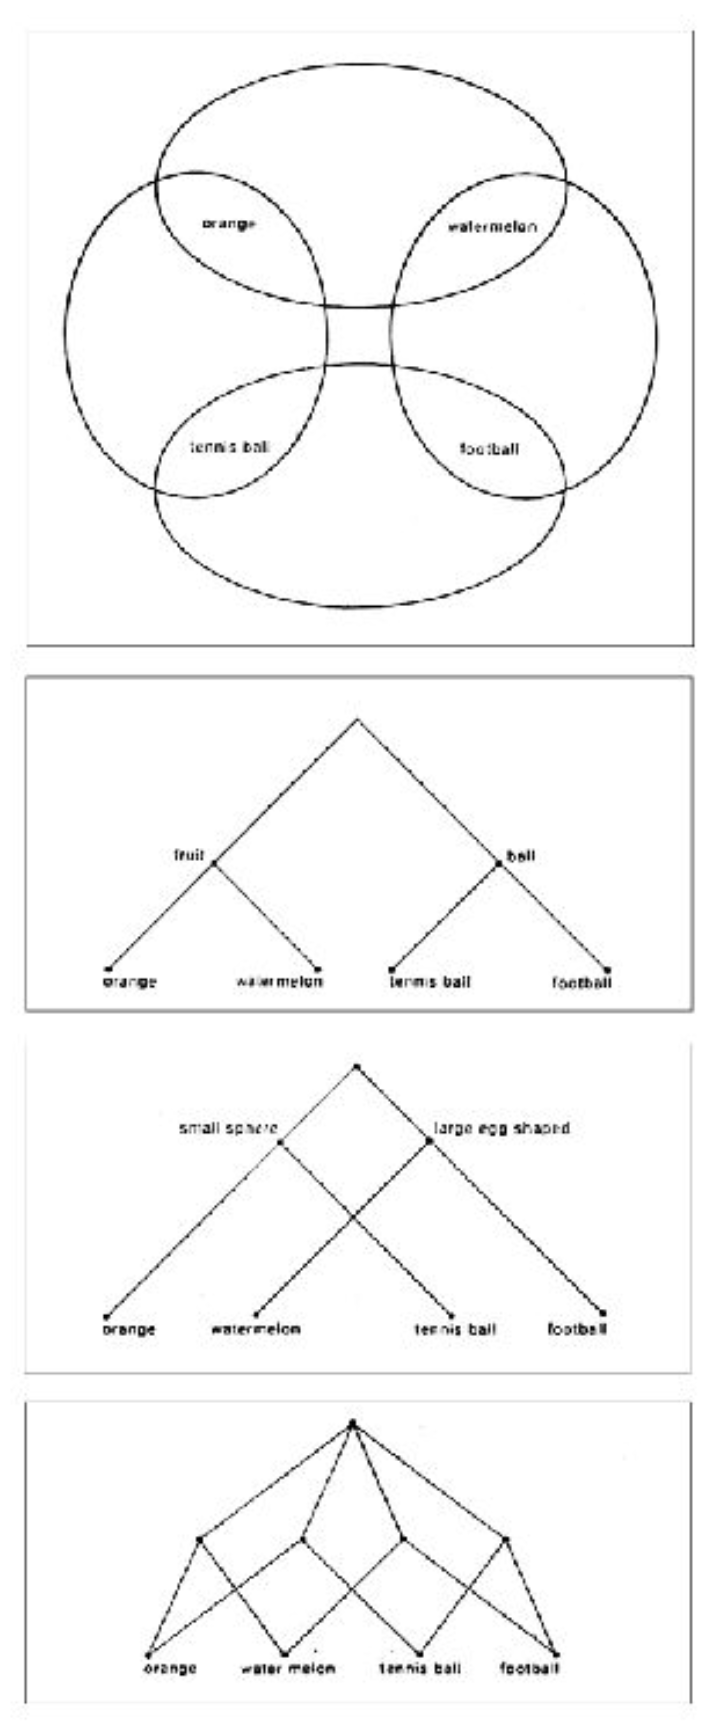 orange watermelon
tennis ball football
fruit ball
orange watermelon tennis ball football
small sphere large egg shaped
orange watermelon tennis ball football
orange water melon tennis ball football